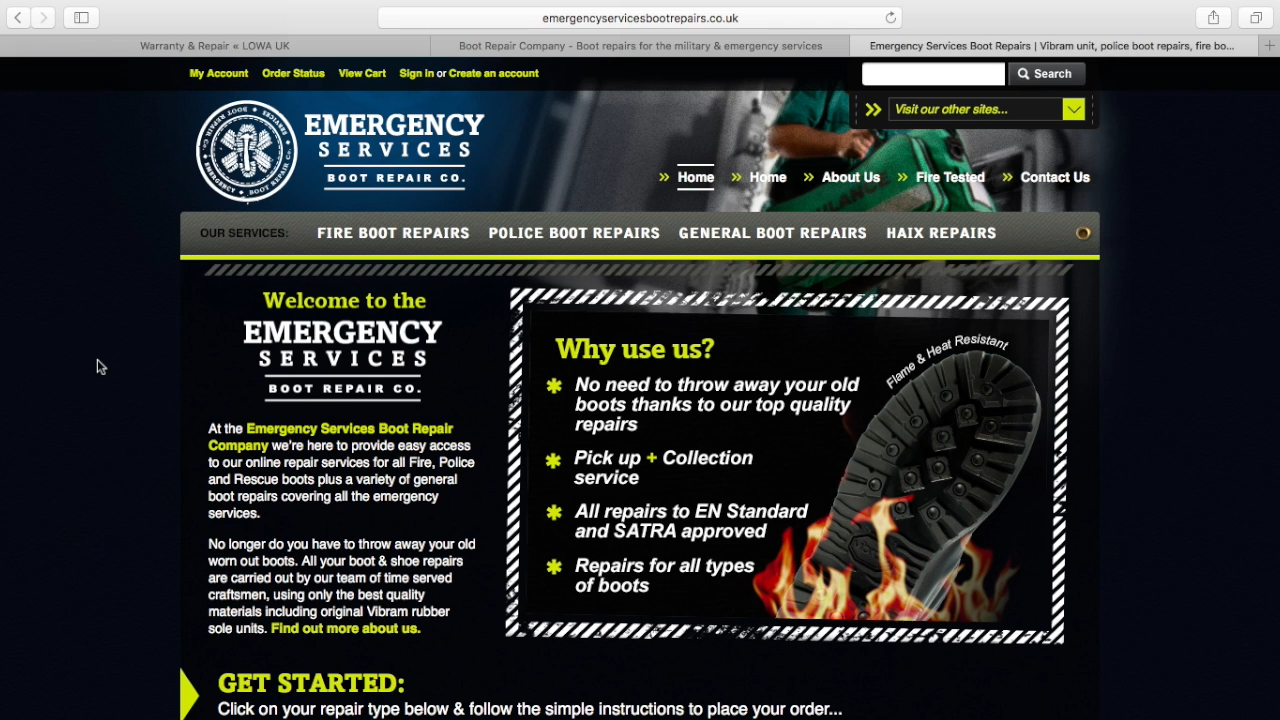 emergencyservicesbootrepairs.co.uk
Warranty & Repair « LOWA UK
Boot Repair Company - Boot repairs for the military & emergency services
Emergency Services Boot Repairs | Vibram unit, police boot repairs, fire bo...
My Account Order Status View Cart Sign in or Create an account
Search
Visit our other sites...
EMERGENCY
SERVICES
BOOT REPAIR CO.
Home Home About Us Fire Tested Contact Us
OUR SERVICES: FIRE BOOT REPAIRS POLICE BOOT REPAIRS GENERAL BOOT REPAIRS HAIX REPAIRS
Welcome to the
EMERGENCY
SERVICES
BOOT REPAIR CO.
At the Emergency Services Boot Repair
Company we're here to provide easy access
to our online repair services for all Fire, Police
and Rescue boots plus a variety of general
boot repairs covering all the emergency
services.
No longer do you have to throw away your old
worn out boots. All your boot & shoe repairs
are carried out by our team of time served
craftsmen, using only the best quality
materials including original Vibram rubber
sole units. Find out more about us.
Why use us?
Flame & Heat Resistant
No need to throw away your old
boots thanks to our top quality
repairs
Pick up + Collection
service
All repairs to EN Standard
and SATRA approved
Repairs for all types
of boots
GET STARTED:
Click on your repair type below & follow the simple instructions to place your order...